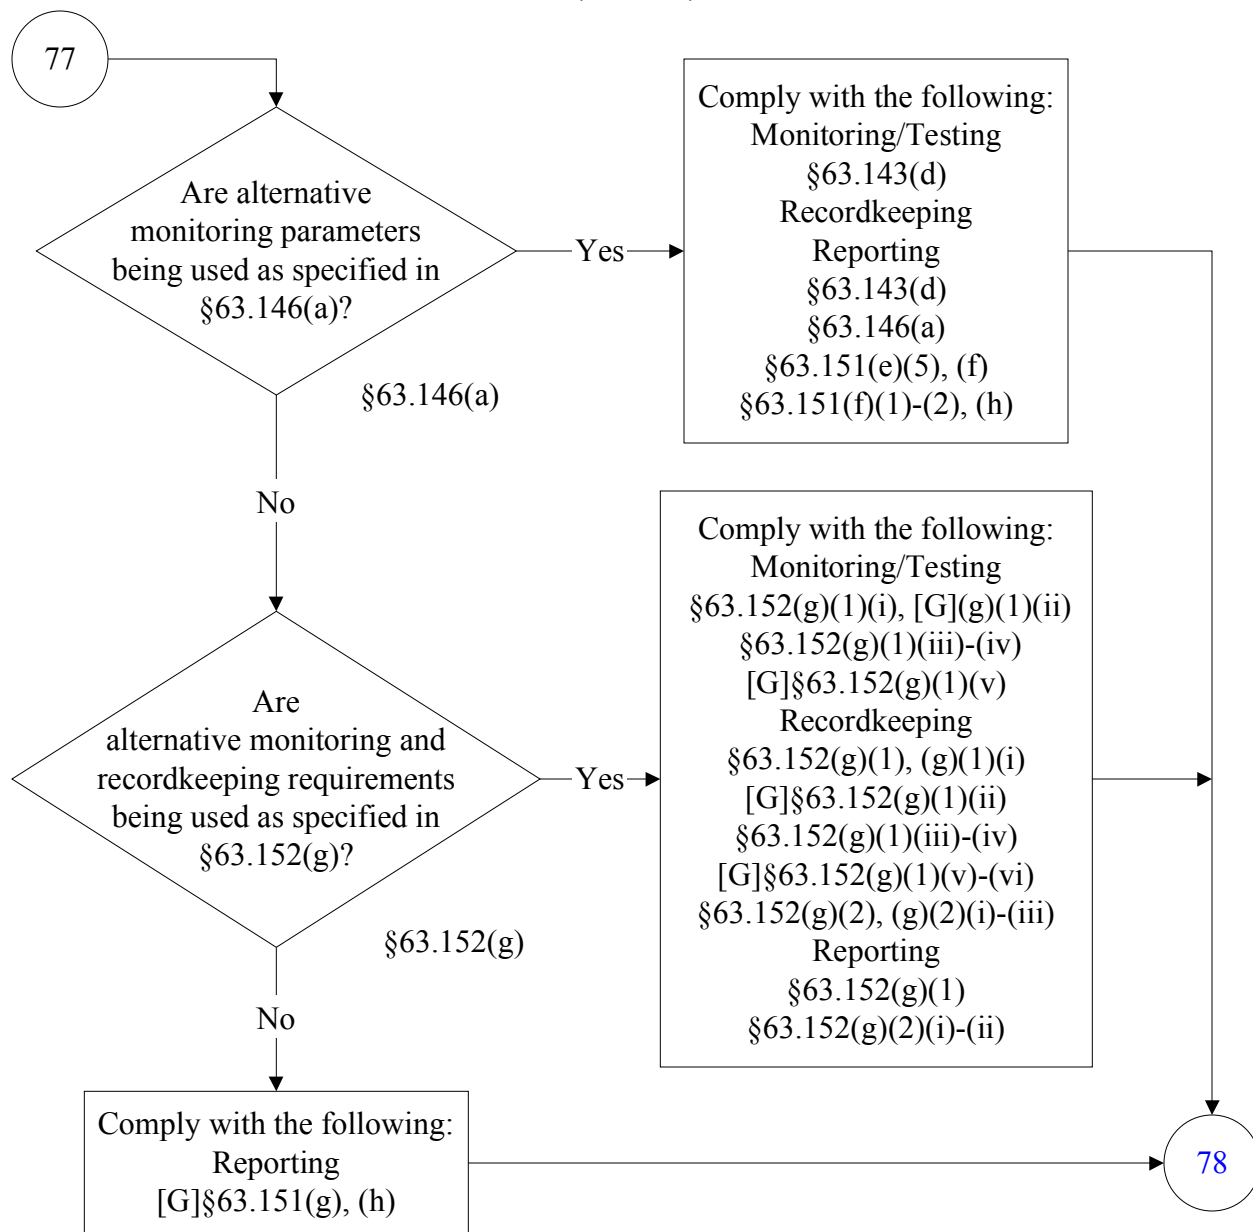 77
Are alternative
monitoring parameters
being used as specified in
§63.146(a)?
Yes
Comply with the following:
Monitoring/Testing
§63.143(d)
Recordkeeping
Reporting
§63.143(d)
§63.146(a)
§63.151(e)(5), (f)
§63.151(f)(1)-(2), (h)
§63.146(a)
No
Are
alternative monitoring and
recordkeeping requirements
being used as specified in
§63.152(g)?
Yes
Comply with the following:
Monitoring/Testing
§63.152(g)(1)(i), [G](g)(1)(ii)
§63.152(g)(1)(iii)-(iv)
[G]§63.152(g)(1)(v)
Recordkeeping
§63.152(g)(1), (g)(1)(i)
[G]§63.152(g)(1)(ii)
§63.152(g)(1)(iii)-(iv)
[G]§63.152(g)(1)(v)-(vi)
§63.152(g)(2), (g)(2)(i)-(iii)
Reporting
§63.152(g)(1)
§63.152(g)(2)(i)-(ii)
§63.152(g)
No
Comply with the following:
Reporting
[G]§63.151(g), (h)
78